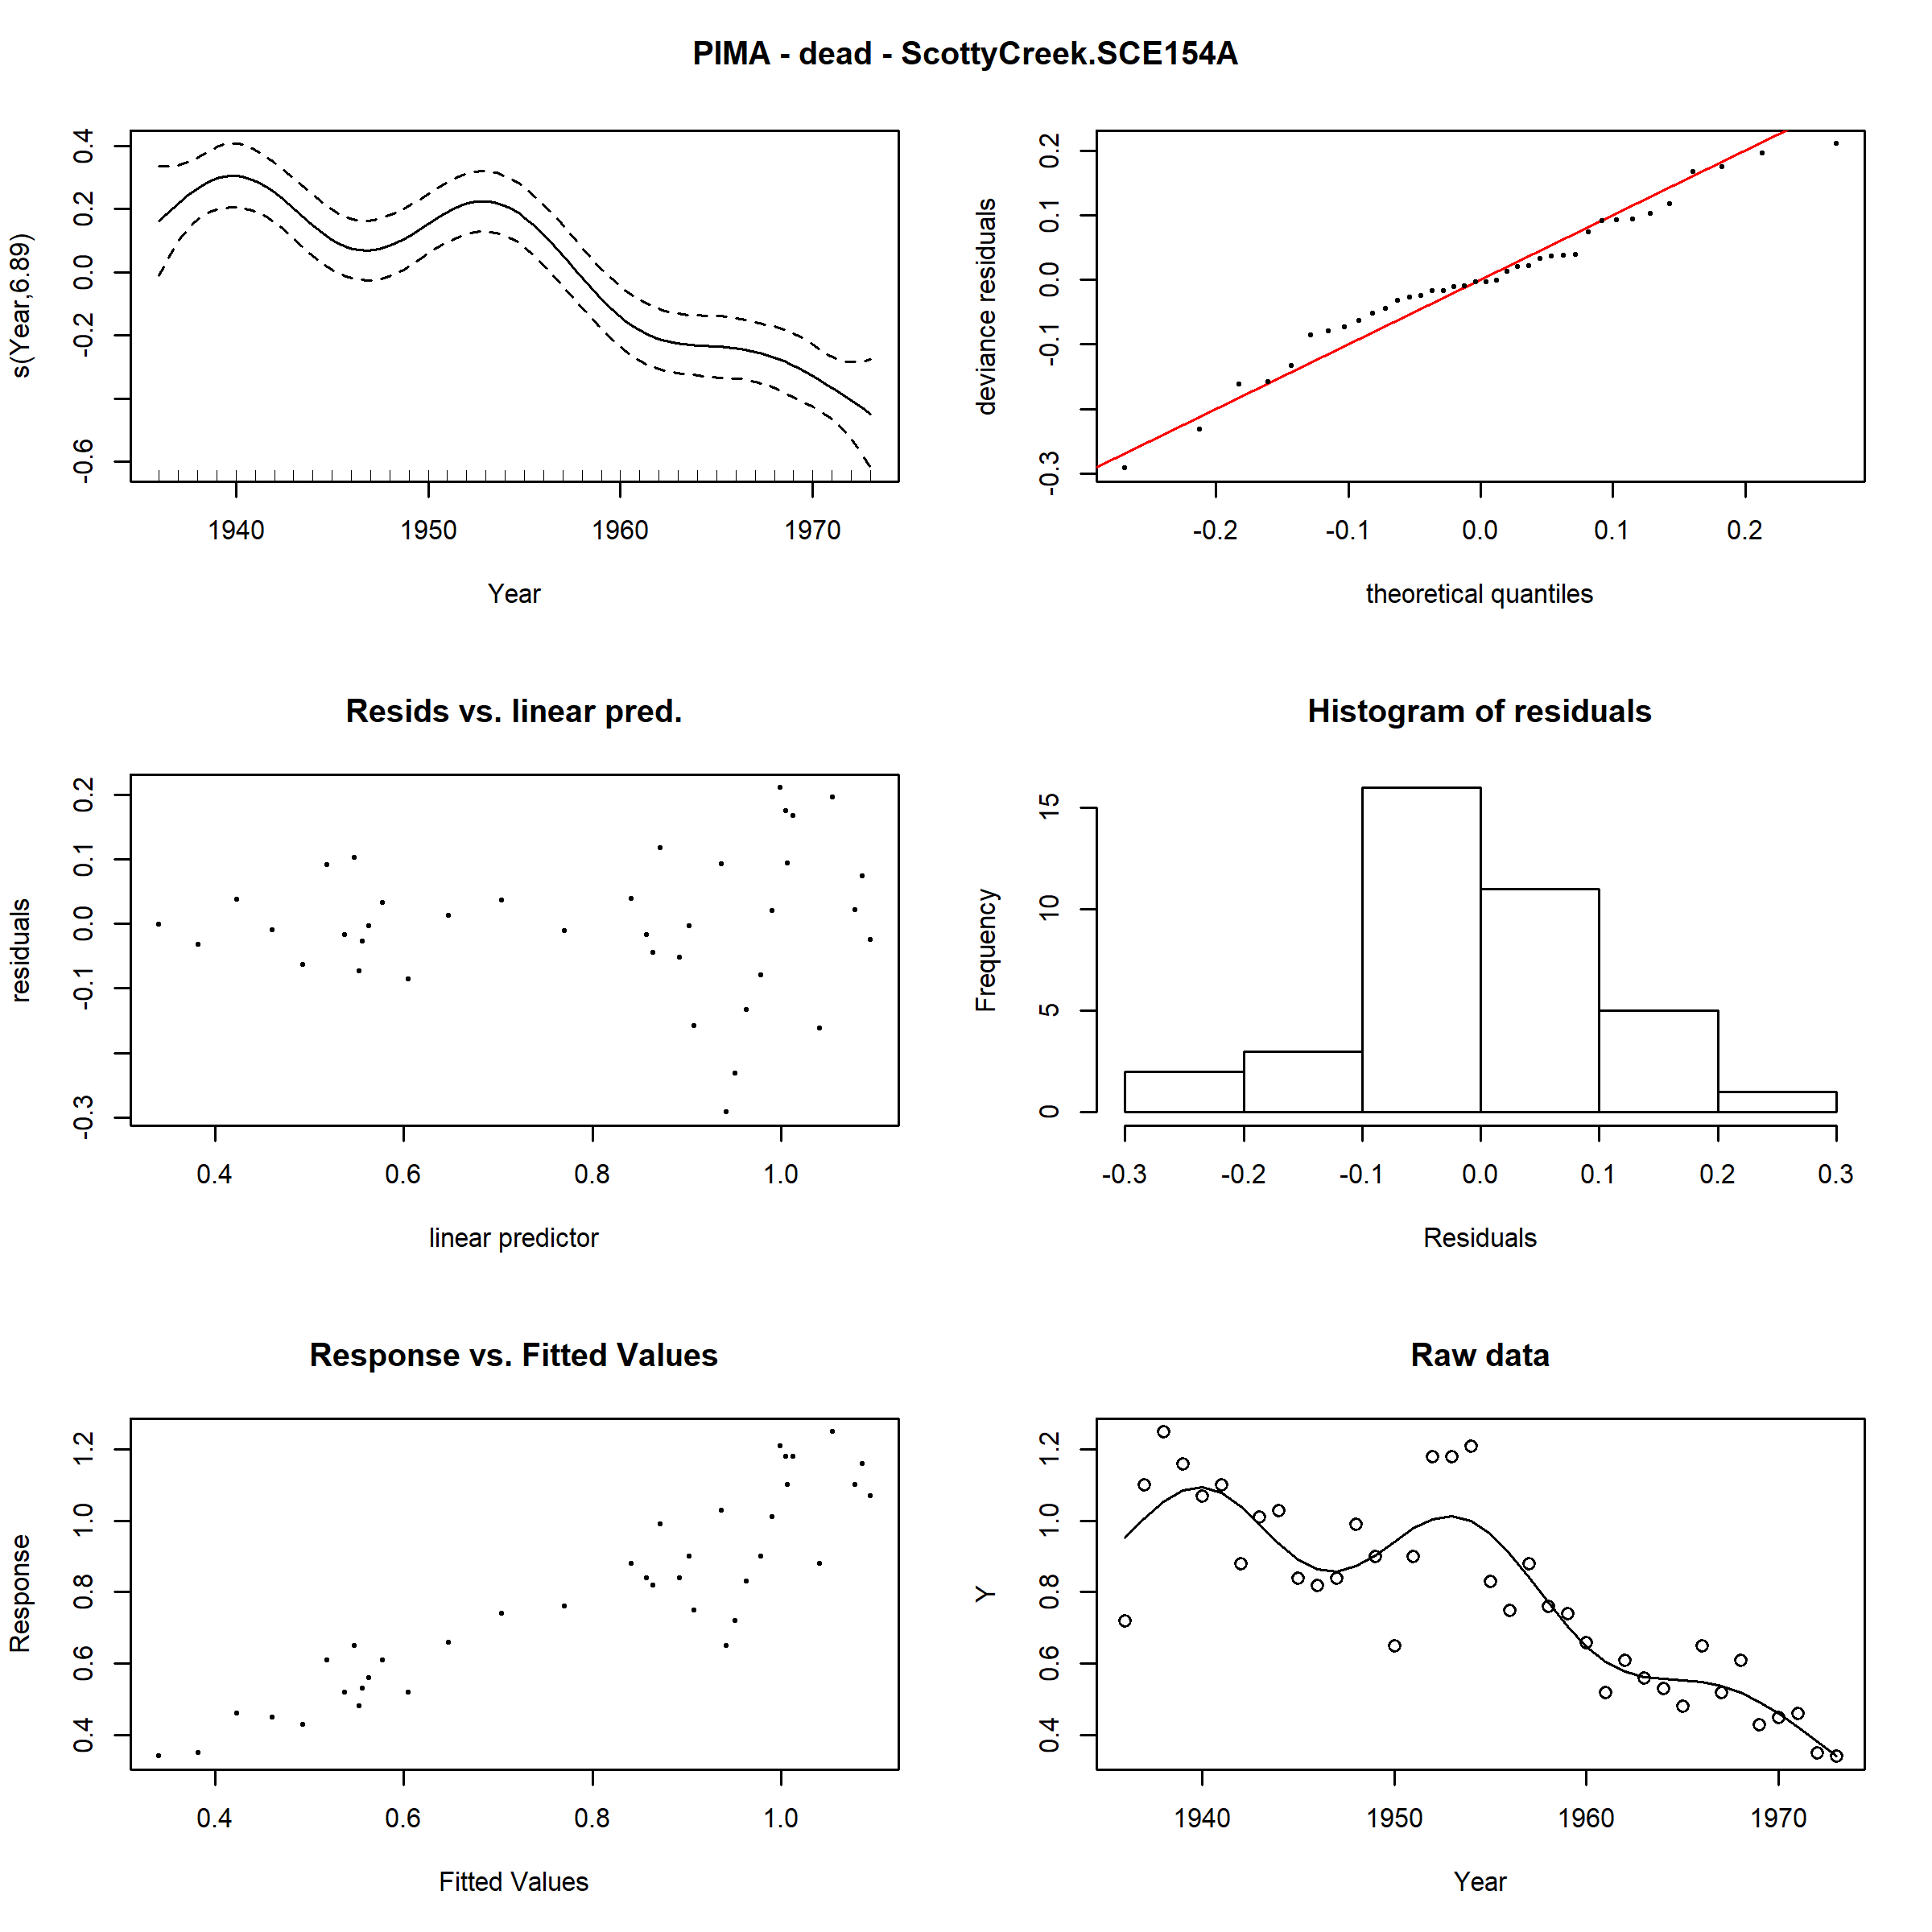 PIMA - dead - ScottyCreek.SCE154A
s(Year,6.89)
-0.6 -0.2 0.0 0.2 0.4
1940 1950 1960 1970
Year
deviance residuals
-0.3 -0.1 0.0 0.1 0.2
-0.2 -0.1 0.0 0.1 0.2
theoretical quantiles
Resids vs. linear pred.
residuals
-0.3 -0.1 0.0 0.1 0.2
0.4 0.6 0.8 1.0
linear predictor
Histogram of residuals
Frequency
0 5 10 15
-0.3 -0.2 -0.1 0.0 0.1 0.2 0.3
Residuals
Response vs. Fitted Values
Response
0.4 0.6 0.8 1.0 1.2
0.4 0.6 0.8 1.0
Fitted Values
Raw data
Y
0.4 0.6 0.8 1.0 1.2
1940 1950 1960 1970
Year